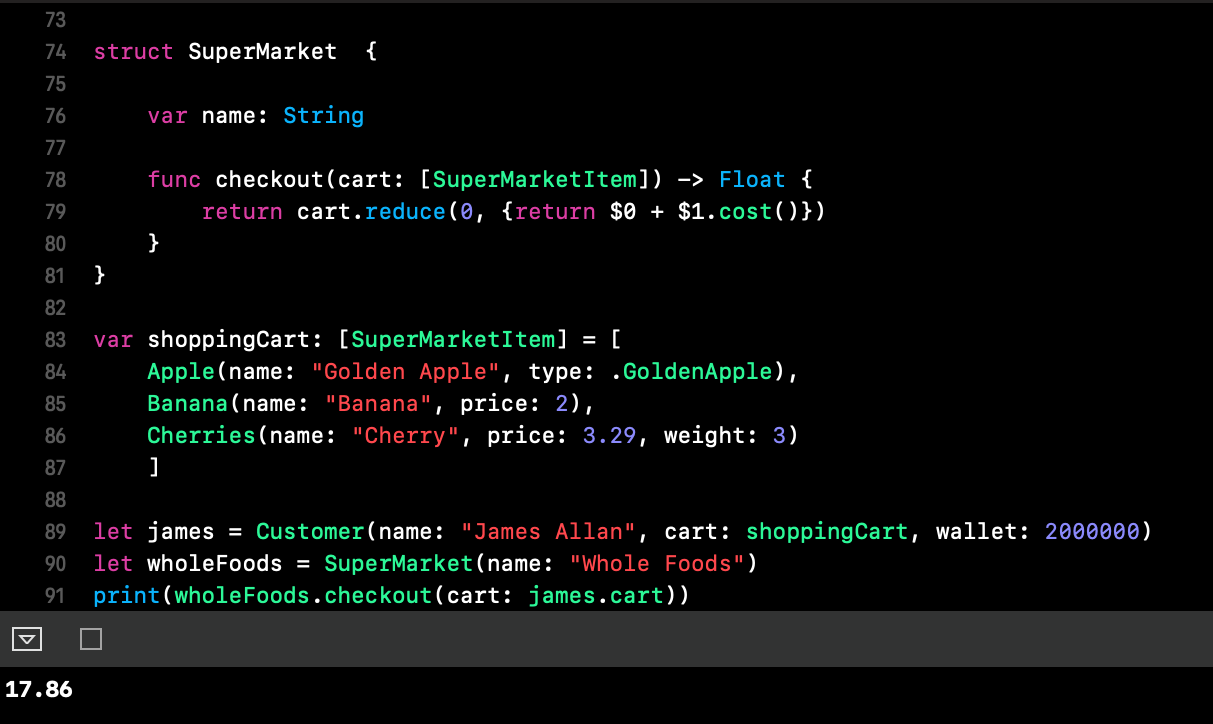 73
74 struct SuperMarket  {
75
76     var name: String
77
78     func checkout(cart: [SuperMarketItem]) -> Float {
79         return cart.reduce(0, {return $0 + $1.cost()})
80     }
81 }
82
83 var shoppingCart: [SuperMarketItem] = [
84     Apple(name: "Golden Apple", type: .GoldenApple),
85     Banana(name: "Banana", price: 2),
86     Cherries(name: "Cherry", price: 3.29, weight: 3)
87     ]
88
89 let james = Customer(name: "James Allan", cart: shoppingCart, wallet: 2000000)
90 let wholeFoods = SuperMarket(name: "Whole Foods")
91 print(wholeFoods.checkout(cart: james.cart))
17.86